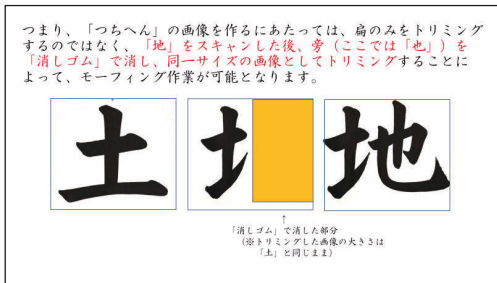 つまり、「つちへん」の画像を作るにあたっては、扁のみをトリミング
するのではなく、「地」をスキャンした後、旁（ここでは「也」）を
「消しゴム」で消し、同一サイズの画像としてトリミングすることに
よって、モーフィング作業が可能となります。
土 地
↑
「消しゴム」で消した部分
（※トリミングした画像の大きさは
「土」と同じまま）